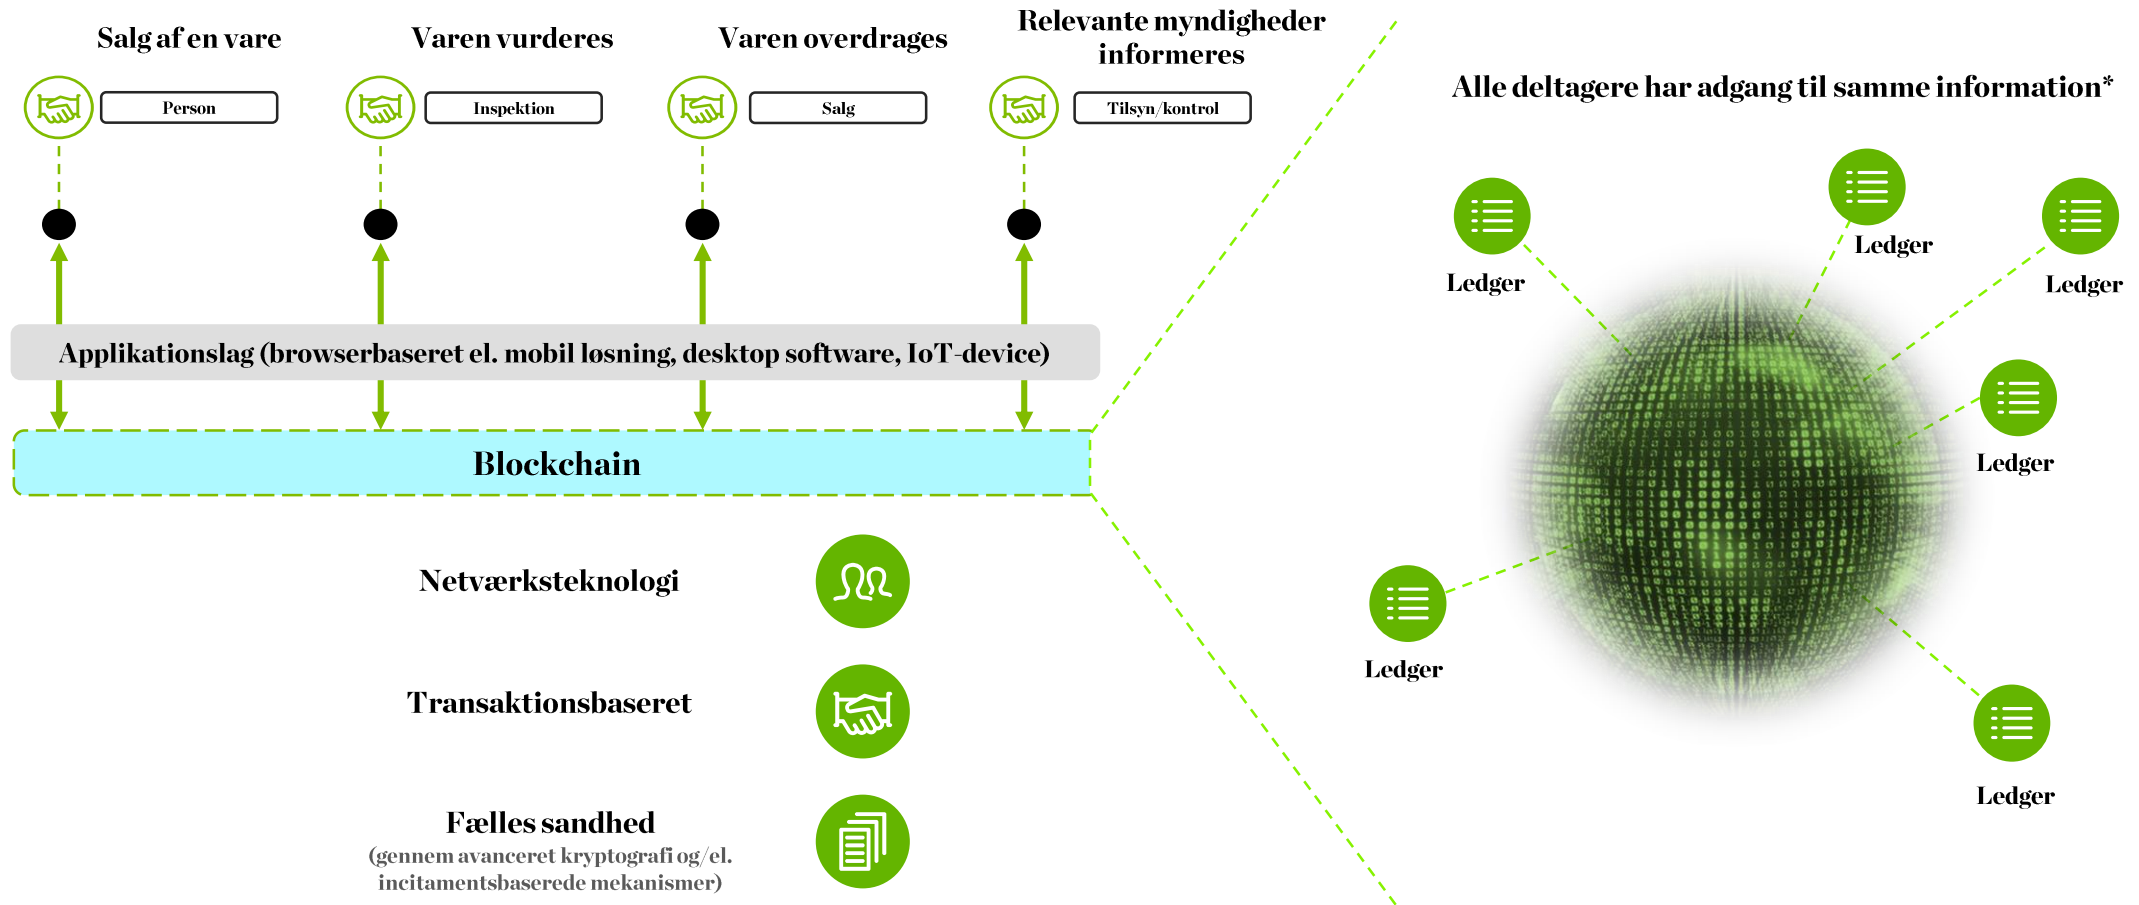 Salg af en vare
Varen vurderes
Varen overdrages
Relevante myndigheder
informeres
Person
Inspektion
Salg
Tilsyn/kontrol
Applikationslag (browserbaseret el. mobil løsning, desktop software, IoT-device)
Blockchain
Netværksteknologi
Transaktionsbaseret
Fælles sandhed
(gennem avanceret kryptografi og/el.
incitamentsbaserede mekanismer)
Alle deltagere har adgang til samme information*
Ledger
Ledger
Ledger
Ledger
Ledger
Ledger